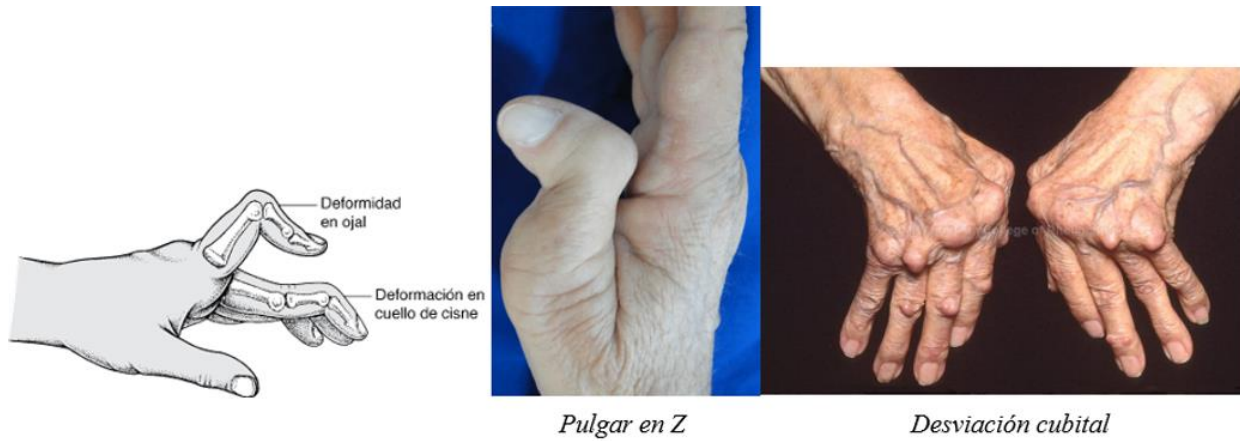 Deformidad
en ojal
Deformación en
cuello de cisne
Pulgar en Z
Desviación cubital